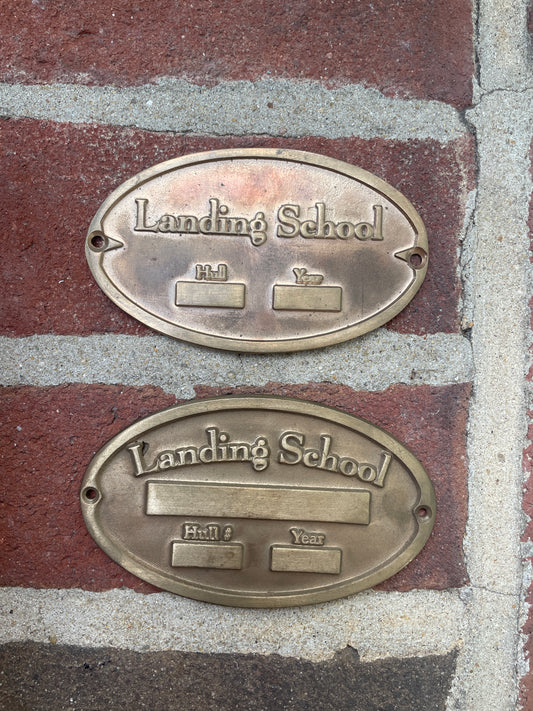 Landing School
Hull Year
Landing School
Hull # Year